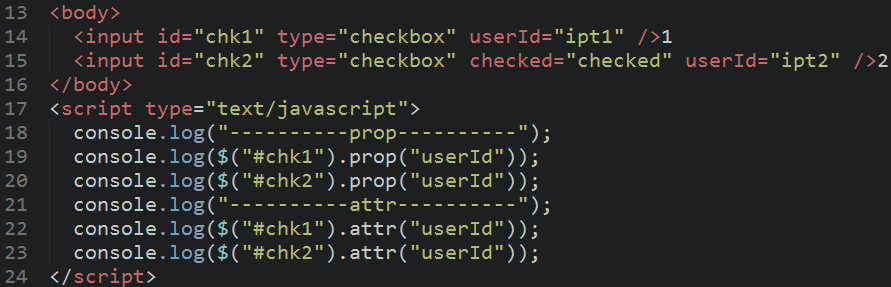 13 <body>
14   <input id="chk1" type="checkbox" userId="ipt1" />1
15   <input id="chk2" type="checkbox" checked="checked" userId="ipt2" />2
16 </body>
17 <script type="text/javascript">
18   console.log("----------prop----------");
19   console.log($("#chk1").prop("userId"));
20   console.log($("#chk2").prop("userId"));
21   console.log("----------attr----------");
22   console.log($("#chk1").attr("userId"));
23   console.log($("#chk2").attr("userId"));
24 </script>